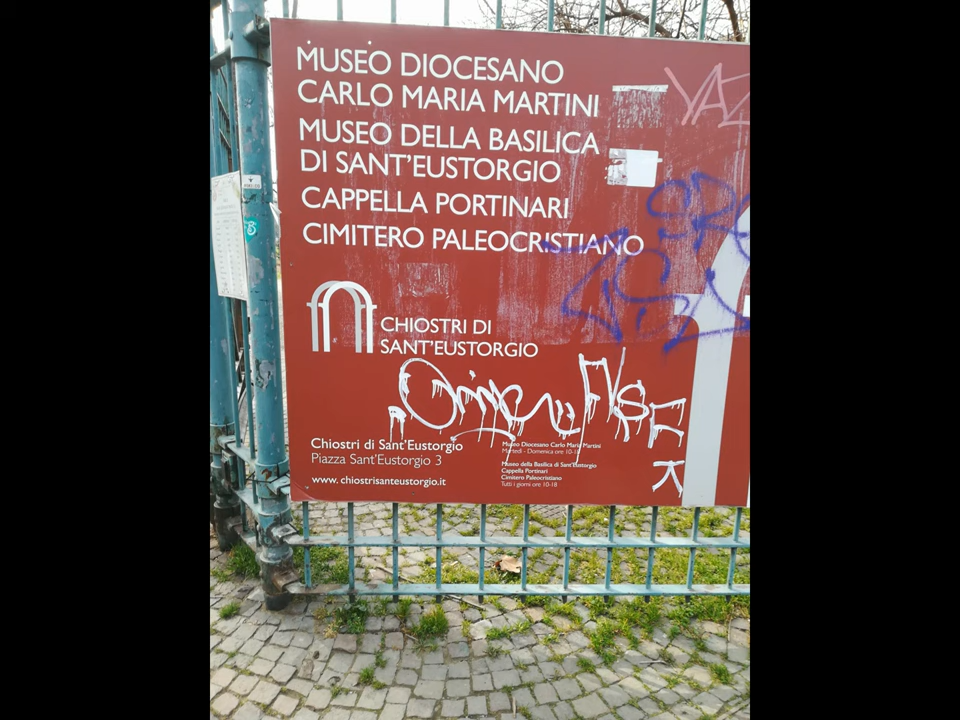 MUSEO DIOCESANO
CARLO MARIA MARTINI
MUSEO DELLA BASILICA
DI SANT'EUSTORGIO
CAPPELLA PORTINARI
CIMITERO PALEOCRISTIANO
CHIOSTRI DI
SANT'EUSTORGIO
Chiostri di Sant'Eustorgio
Piazza Sant'Eustorgio 3
www.chiostrisanteustorgio.it
Museo Diocesano Carlo Maria Martini
Martedì - Domenica ore 10-18
Museo della Basilica di Sant'Eustorgio
Cappella Portinari
Cimitero Paleocristiano
Tutti i giorni ore 10-18